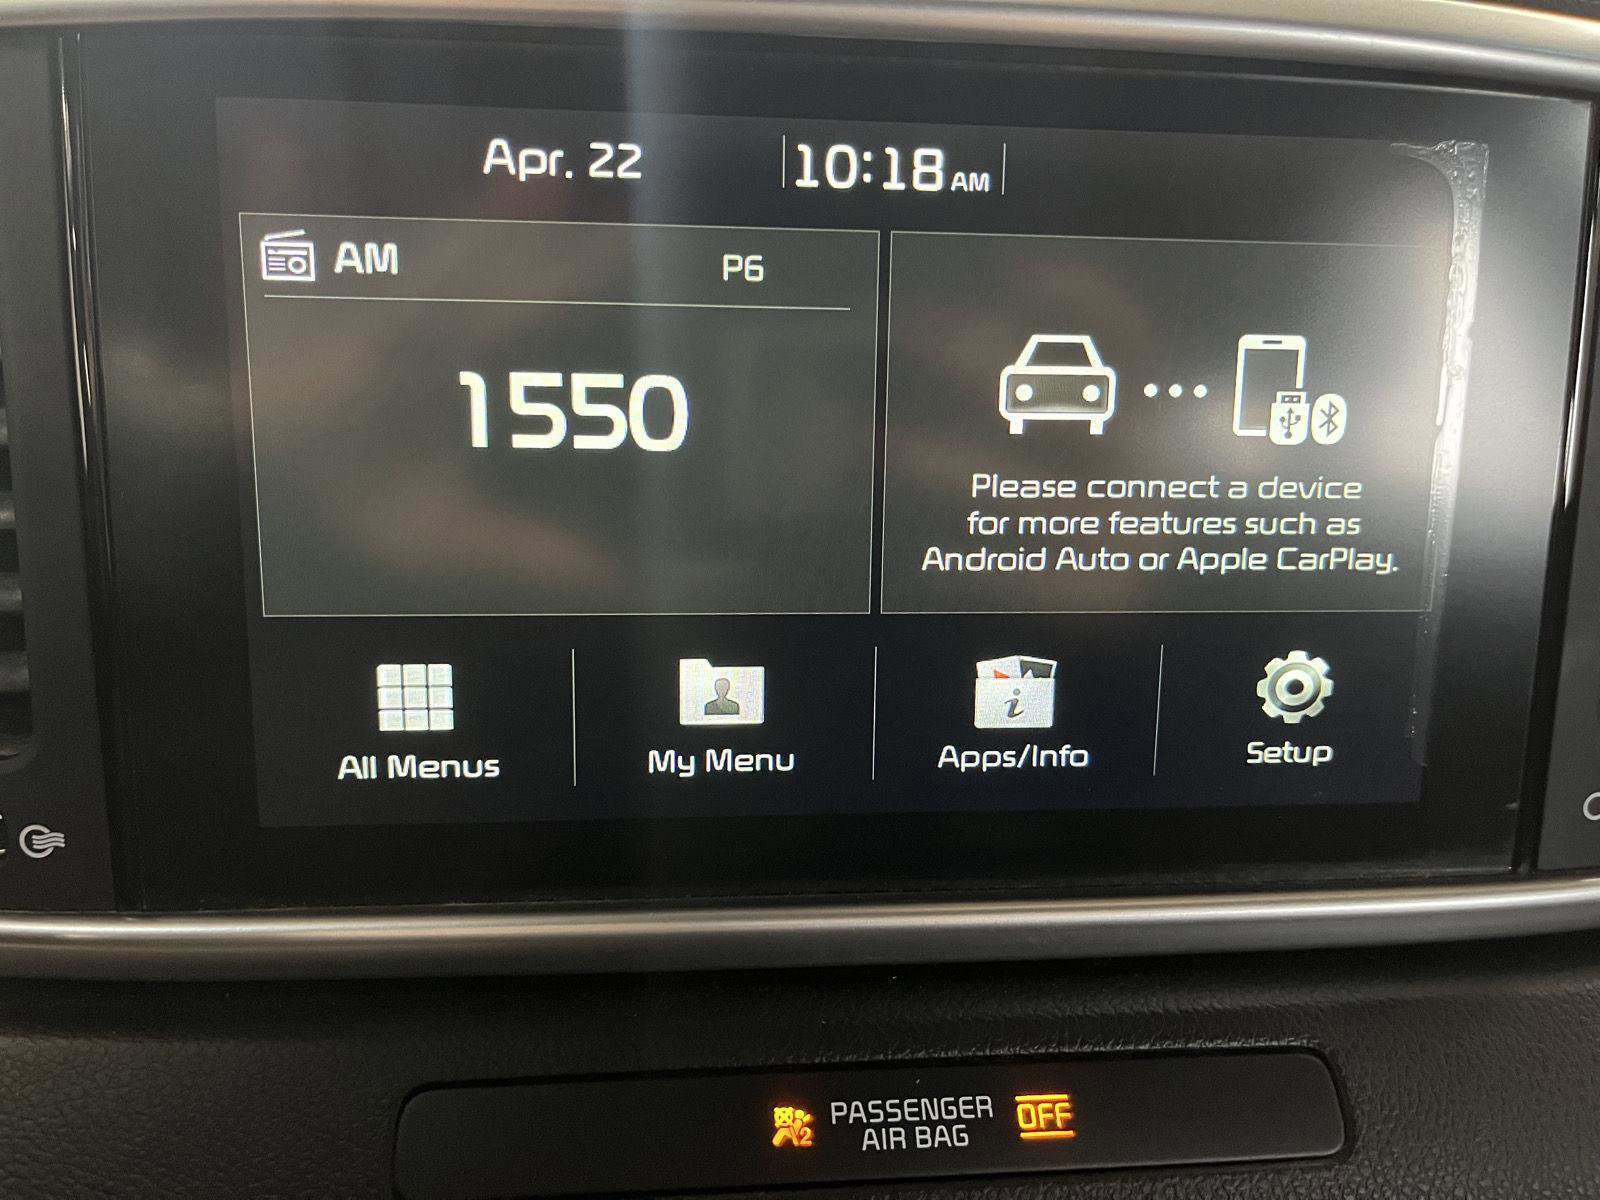 Apr. 22
10:18 AM
AM P6
1550
Please connect a device
for more features such as
Android Auto or Apple CarPlay.
All Menus
My Menu
i
Apps/Info
Setup
2
PASSENGER
AIR BAG
OFF